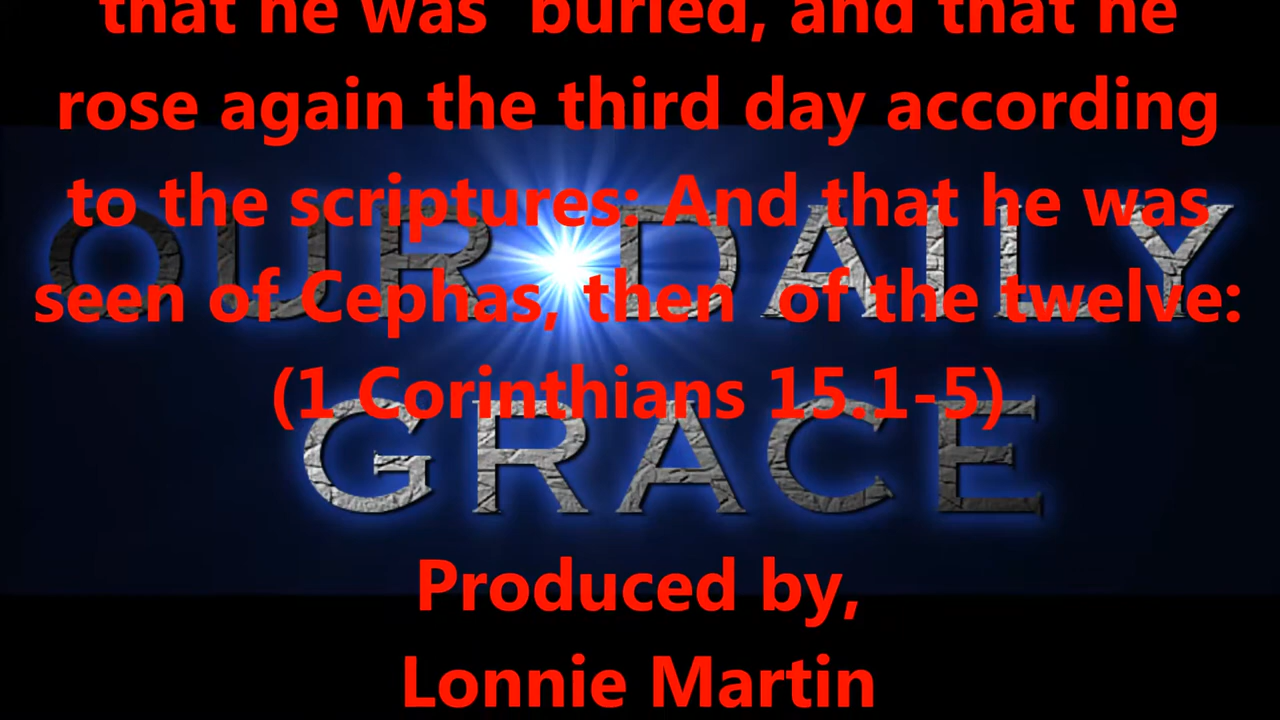 that he was  buried, and that he
rose again the third day according
to the scriptures: And that he was
seen of Cephas, then  of the twelve:
(1 Corinthians 15.1-5)
OUR DAILY
GRACE
Produced by,
Lonnie Martin